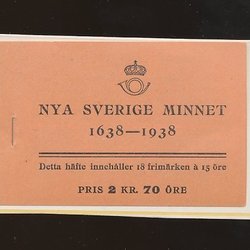 NYA SVERIGE MINNET
1638—1938
Detta häfte innehåller 18 frimärken à 15 öre
PRIS 2 KR. 70 ÖRE